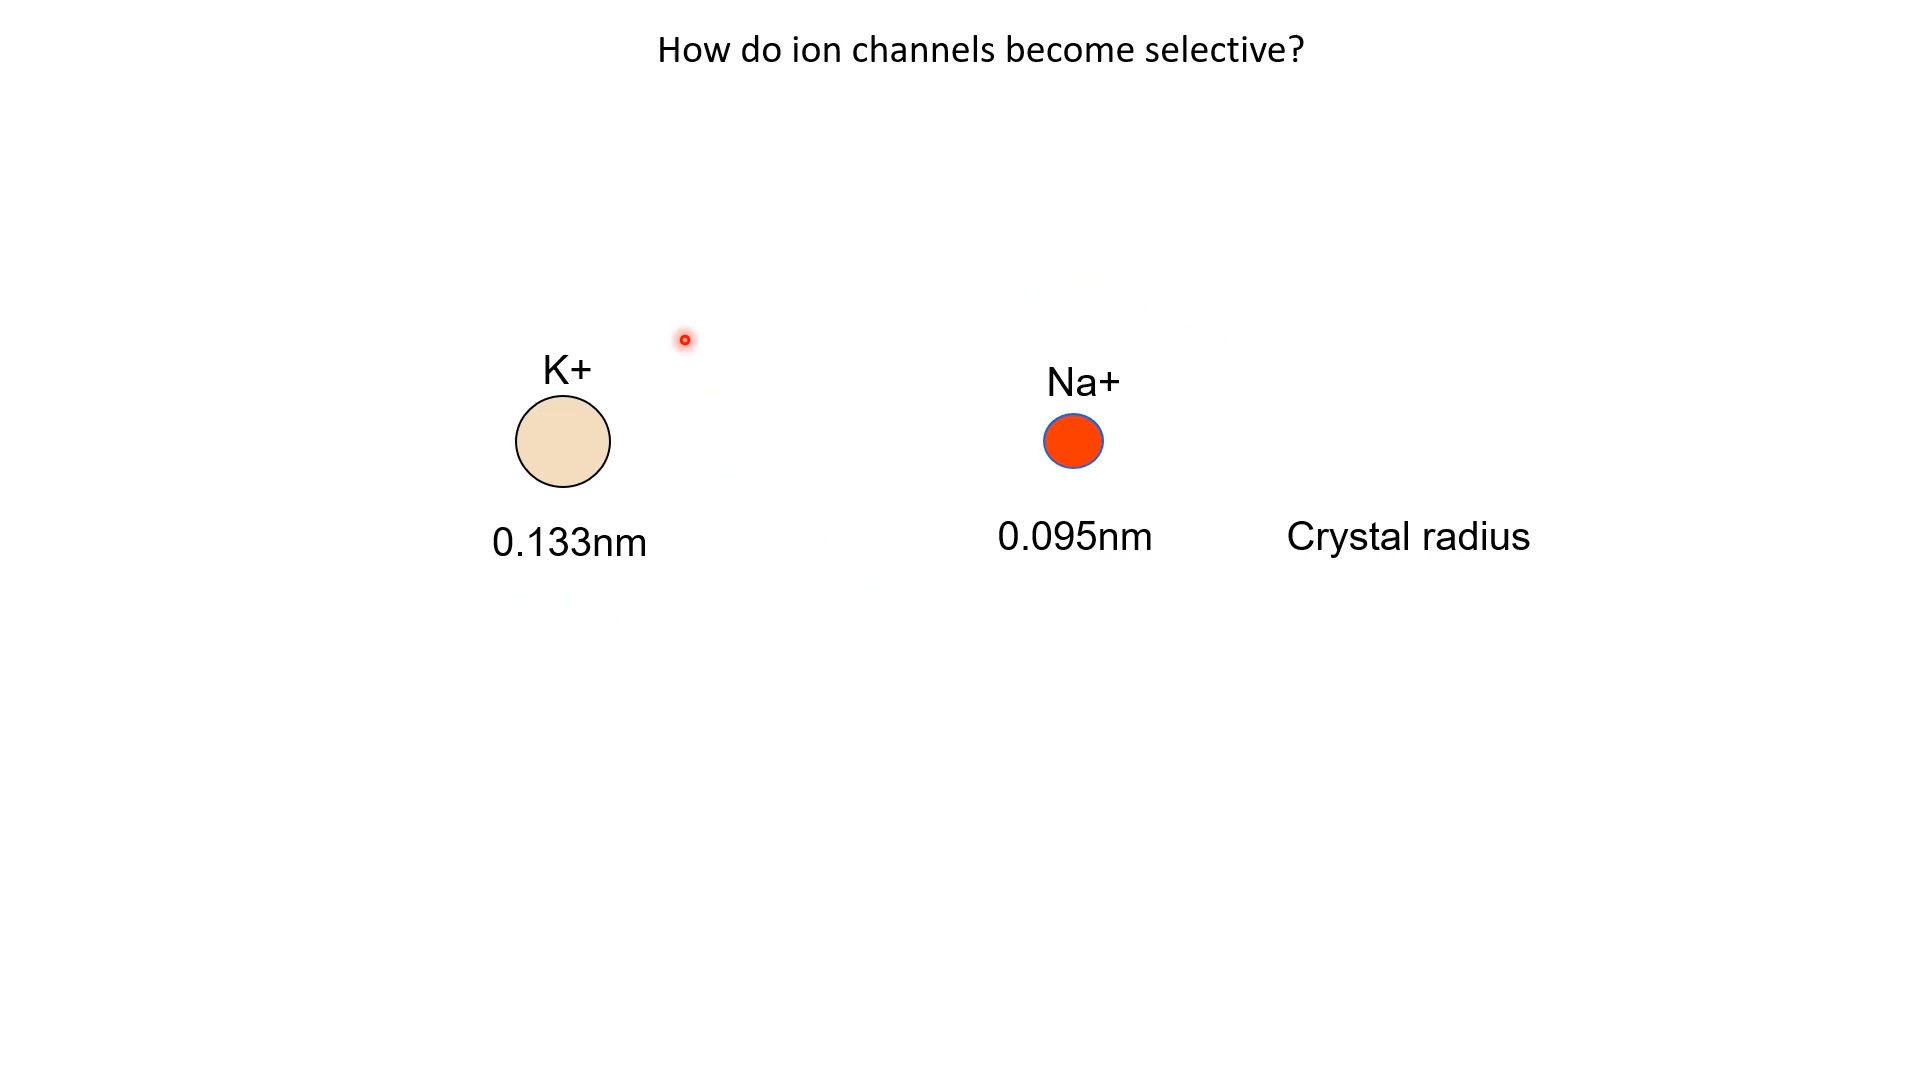 How do ion channels become selective?
K+
Na+
0.133nm
0.095nm
Crystal radius